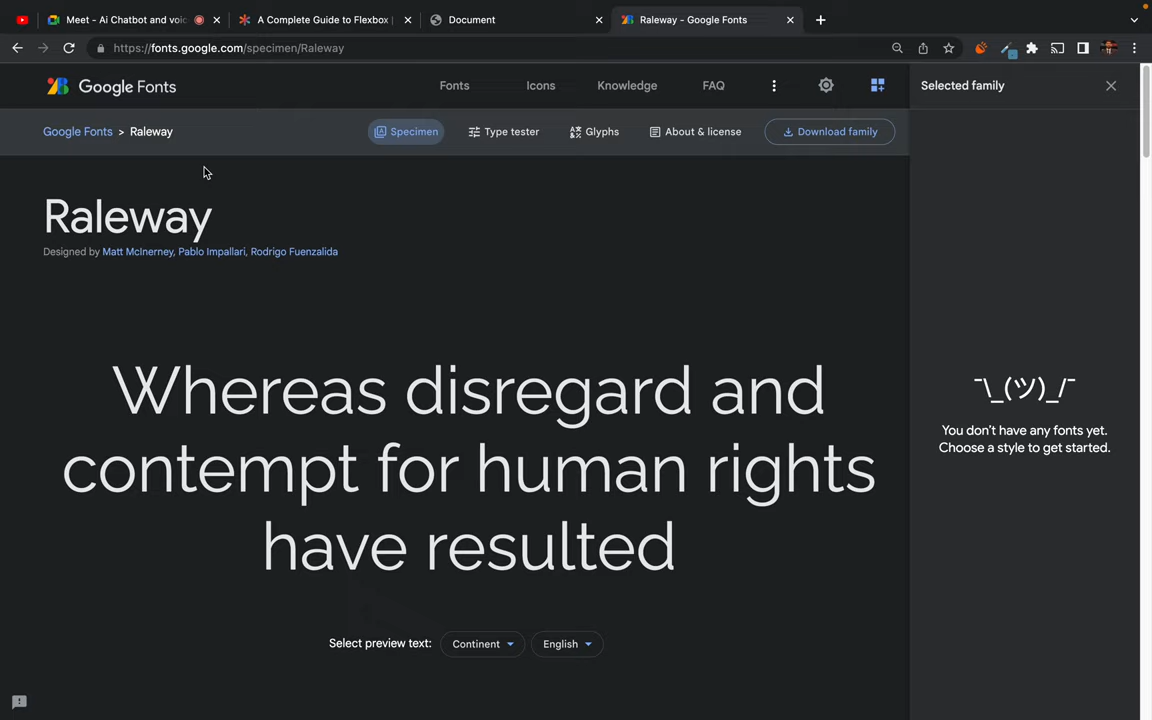 Meet - Ai Chatbot and voic
A Complete Guide to Flexbox
Document
Raleway - Google Fonts
https://fonts.google.com/specimen/Raleway
Google Fonts
Fonts
Icons
Knowledge
FAQ
Selected family
Google Fonts > Raleway
Specimen
Type tester
Glyphs
About & license
Download family
Raleway
Designed by Matt McInerney, Pablo Impallari, Rodrigo Fuenzalida
Whereas disregard and
contempt for human rights
have resulted
¯\_(ツ)_/¯
You don't have any fonts yet.
Choose a style to get started.
Select preview text:
Continent
English